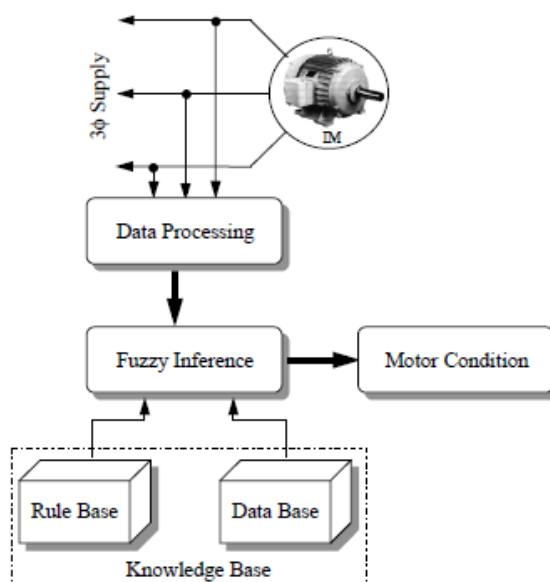 3ϕ Supply
IM
Data Processing
Fuzzy Inference
Motor Condition
Rule Base
Data Base
Knowledge Base